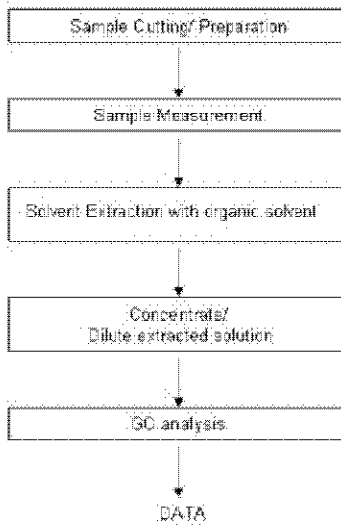 Sample Cutting/ Preparation
Sample Measurement
Solvent Extraction with organic solvent
Concentrate/
Dilute extracted solution
GC analysis
DATA